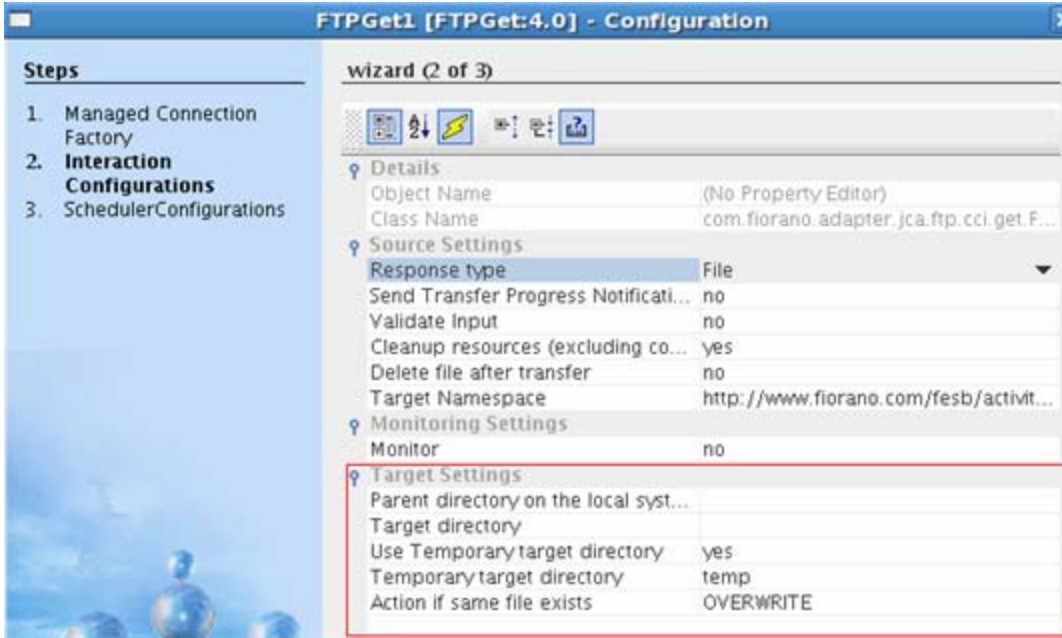 FTPGet1 [FTPGet:4.0] - Configuration
Steps
1. Managed Connection
Factory
2. Interaction
Configurations
3. SchedulerConfigurations
wizard (2 of 3)
Details
Object Name (No Property Editor)
Class Name com.fiorano.adapter.jca.ftp.cci.get.F...
Source Settings
Response type File
Send Transfer Progress Notificati... no
Validate Input no
Cleanup resources (excluding co... yes
Delete file after transfer no
Target Namespace http://www.fiorano.com/fesb/activit...
Monitoring Settings
Monitor no
Target Settings
Parent directory on the local syst...
Target directory
Use Temporary target directory yes
Temporary target directory temp
Action if same file exists OVERWRITE